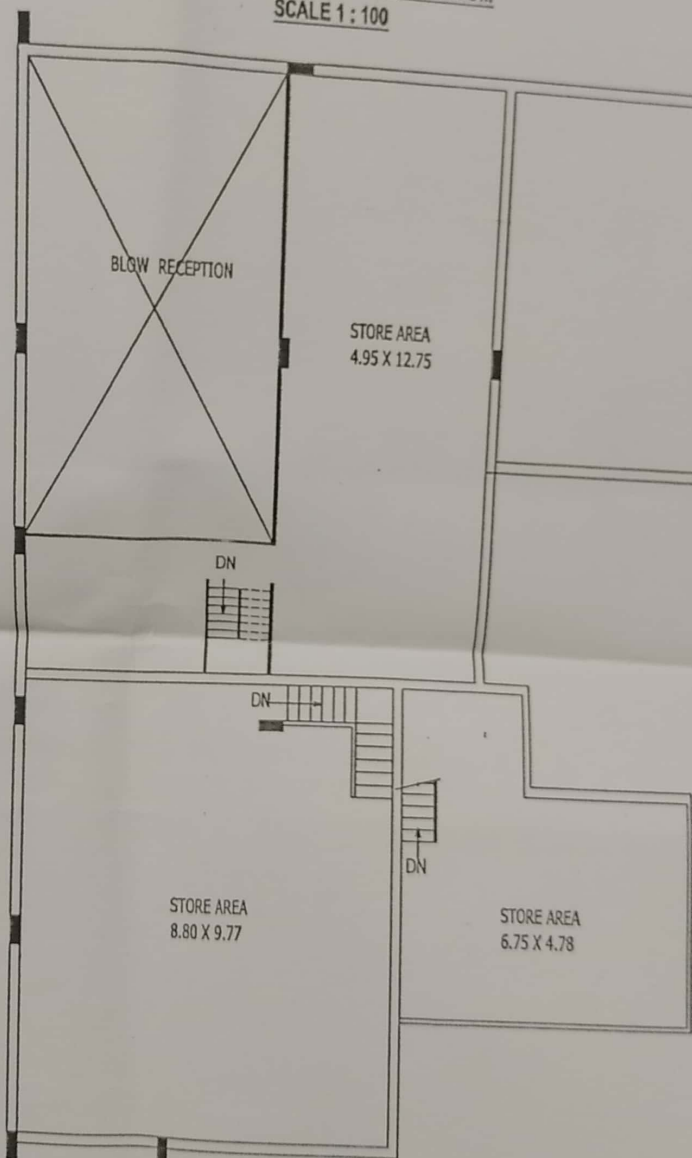 SCALE 1 : 100
BLOW RECEPTION
STORE AREA
4.95 X 12.75
DN
DN
DN
STORE AREA
8.80 X 9.77
STORE AREA
6.75 X 4.78